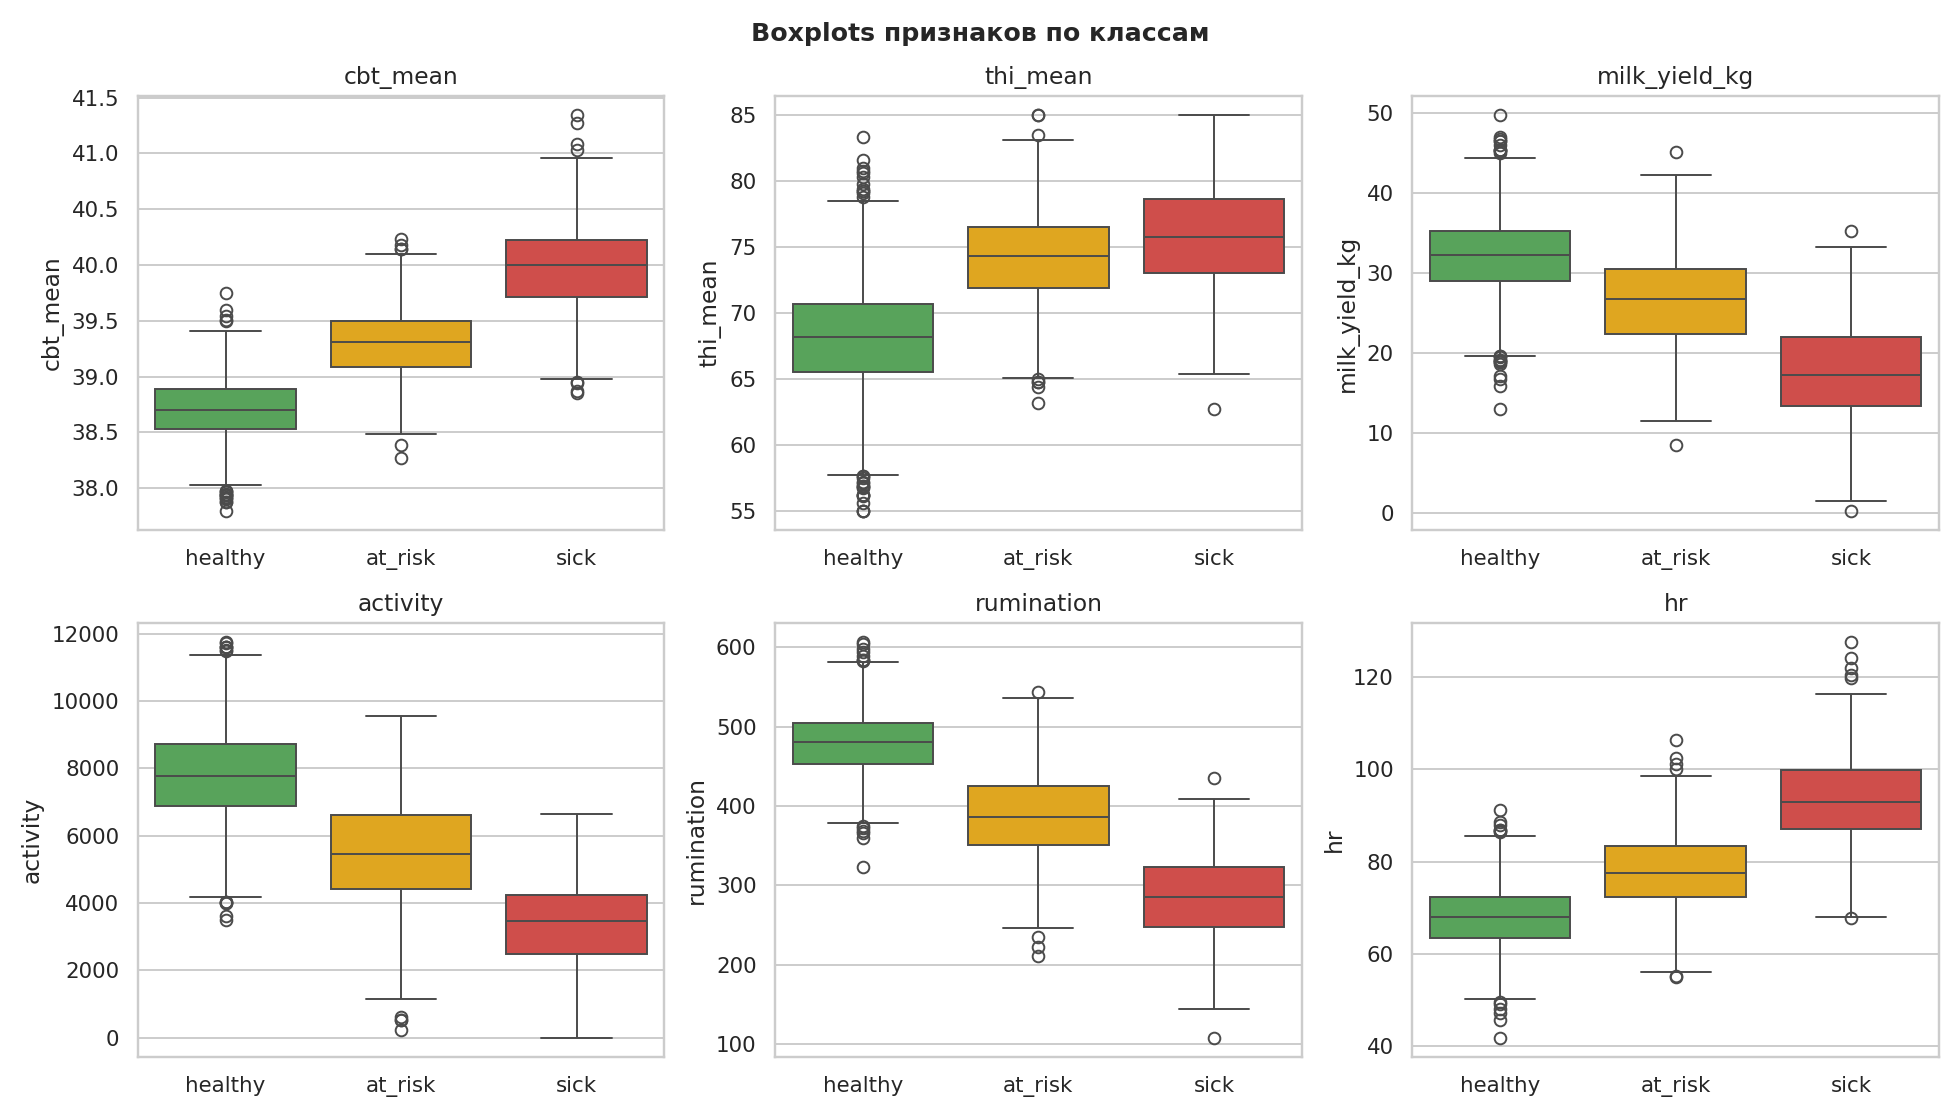 Boxplots признаков по классам
cbt_mean
thi_mean
milk_yield_kg
cbt_mean
41.5
41.0
40.5
40.0
39.5
39.0
38.5
38.0
healthy
at_risk
sick
thi_mean
85
80
75
70
65
60
55
healthy
at_risk
sick
milk_yield_kg
50
40
30
20
10
0
healthy
at_risk
sick
activity
rumination
hr
activity
12000
10000
8000
6000
4000
2000
0
healthy
at_risk
sick
rumination
600
500
400
300
200
100
healthy
at_risk
sick
hr
120
100
80
60
40
healthy
at_risk
sick